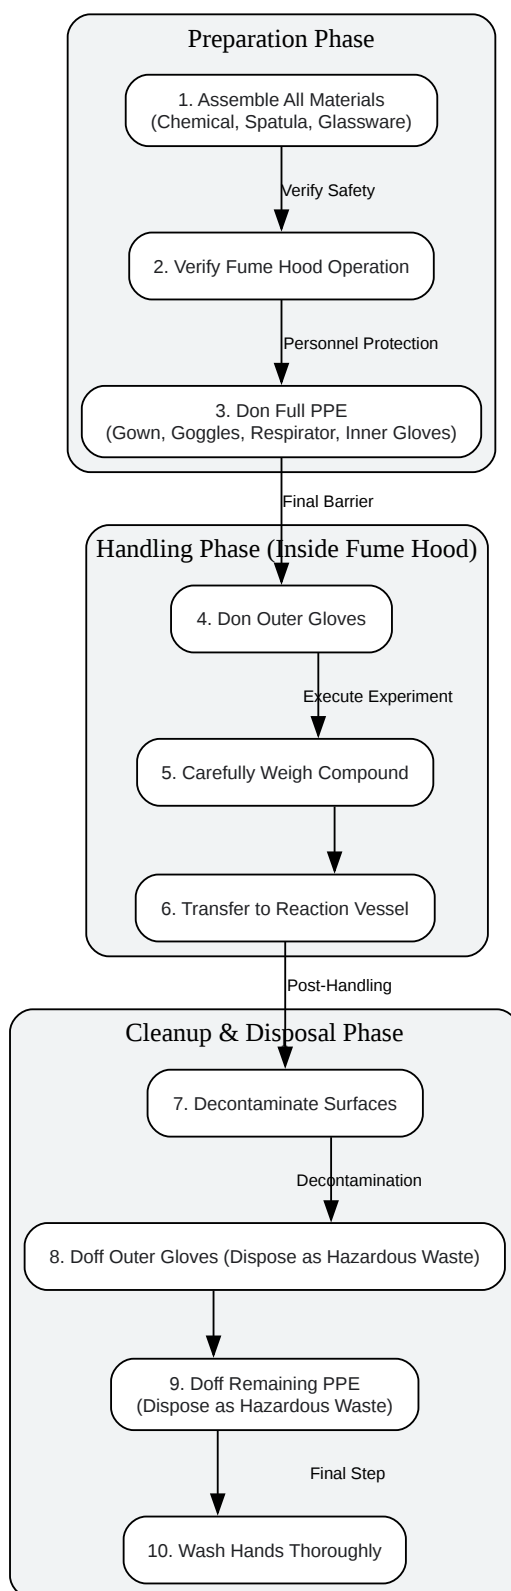 Preparation Phase
1. Assemble All Materials
(Chemical, Spatula, Glassware)
Verify Safety
2. Verify Fume Hood Operation
Personnel Protection
3. Don Full PPE
(Gown, Goggles, Respirator, Inner Gloves)
Final Barrier
Handling Phase (Inside Fume Hood)
4. Don Outer Gloves
Execute Experiment
5. Carefully Weigh Compound
6. Transfer to Reaction Vessel
Post-Handling
Cleanup & Disposal Phase
7. Decontaminate Surfaces
Decontamination
8. Doff Outer Gloves (Dispose as Hazardous Waste)
9. Doff Remaining PPE
(Dispose as Hazardous Waste)
Final Step
10. Wash Hands Thoroughly